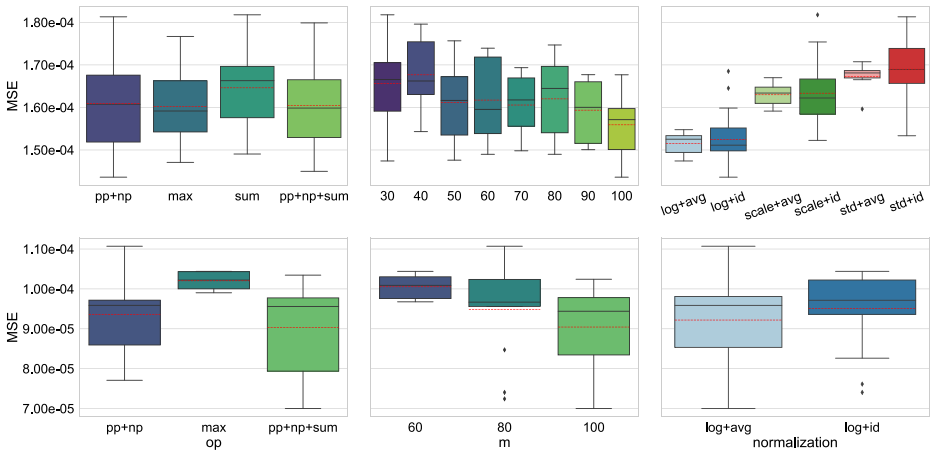 MSE
1.80e-04
1.70e-04
1.60e-04
1.50e-04
pp+np max sum pp+np+sum
30 40 50 60 70 80 90 100
log+avg log+id scale+avg scale+id std+avg std+id
MSE
1.10e-04
1.00e-04
9.00e-05
8.00e-05
7.00e-05
pp+np max pp+np+sum
op
60 80 100
m
log+avg log+id
normalization